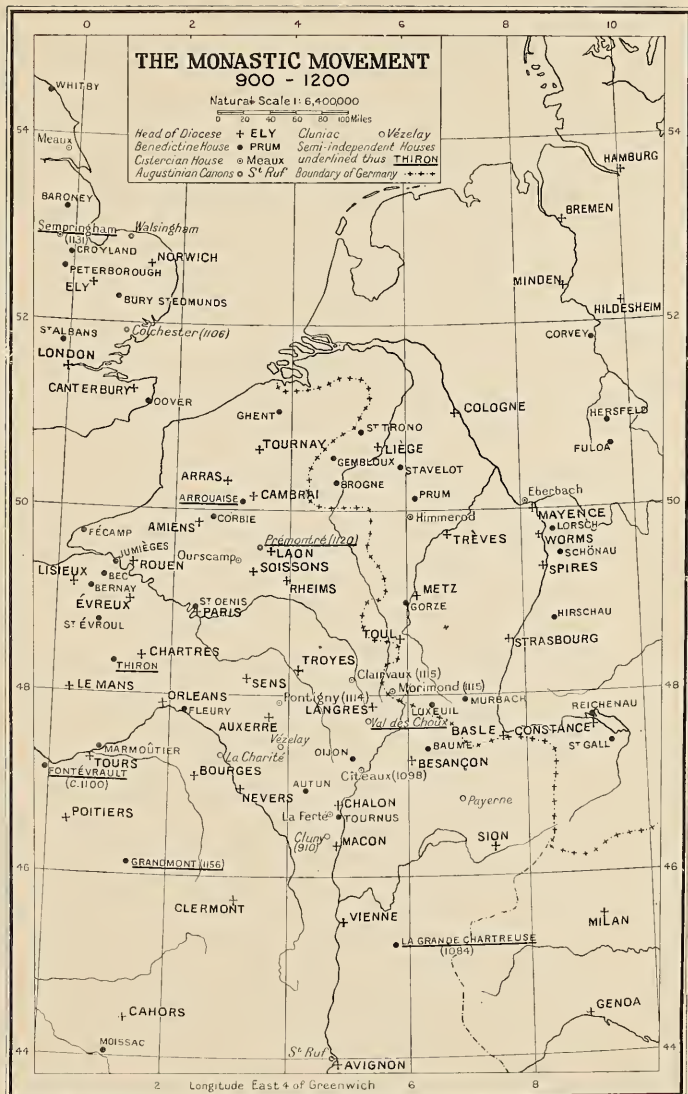 0 2 4 6 8 10
THE MONASTIC MOVEMENT
900 - 1200
Natural Scale 1: 6,400,000
0 20 40 60 80 100 Miles
Head of Diocese + ELY
Benedictine House ● PRUM
Cistercian House ⊙ Meaux
Augustinian Canons o St Ruf
Cluniac o Vézelay
Semi-independent Houses
underlined thus THIRON
Boundary of Germany
WHITBY
54
54
Meaux
HAMBURG
BARONEY
BREMEN
Sempringham
(1131)
Walsingham
CROYLAND
NORWICH
PETERBOROUGH
ELY
MINDEN
BURY ST EDMUNDS
HILDESHEIM
52
52
Colchester (1106)
ST ALBANS
CORVEY
LONDON
CANTERBURY
DOVER
COLOGNE
GHENT
HERSFELD
ST TROND
TOURNAY
LIÈGE
FULDA
GEMBLOUX
STAVELOT
ARRAS
BROGNE
PRUM
CAMBRAI
Eberbach
ARROUAISE
50
50
MAYENCE
CORBIE
Himmerod
AMIENS
LORSCH
FÉCAMP
TRÈVES
WORMS
Prémontré (1120)
SCHÖNAU
JUMIÈGES
LAON
ROUEN
Ourscamp
SPIRES
LISIEUX
BEC
SOISSONS
BERNAY
RHEIMS
METZ
ÉVREUX
GORZE
ST DENIS
PARIS
HIRSCHAU
ST ÉVROUL
TOUL
STRASBOURG
CHARTRES
TROYES
THIRON
Clairvaux (1115)
SENS
LE MANS
Morimond (1115)
48
48
Pontigny (1114)
ORLEANS
LANGRES
LUXEUIL
MURBACH
REICHENAU
FLEURY
AUXERRE
Val des Choux
BASLE
CONSTANCE
MARMOÛTIER
Vézelay
ST GALL
TOURS
La Charité
DIJON
BAUME
FONTÉVRAULT
(C.1100)
BOURGES
Cîteaux (1098)
BESANÇON
AUTUN
NEVERS
Payerne
CHALON
POITIERS
La Ferté
TOURNUS
Cluny
(910)
SION
MACON
46
46
GRANDMONT (1156)
CLERMONT
VIENNE
MILAN
LA GRANDE CHARTREUSE
(1084)
CAHORS
GENOA
MOISSAC
44
44
St Ruf
AVIGNON
2 Longitude East 4 of Greenwich 6 8